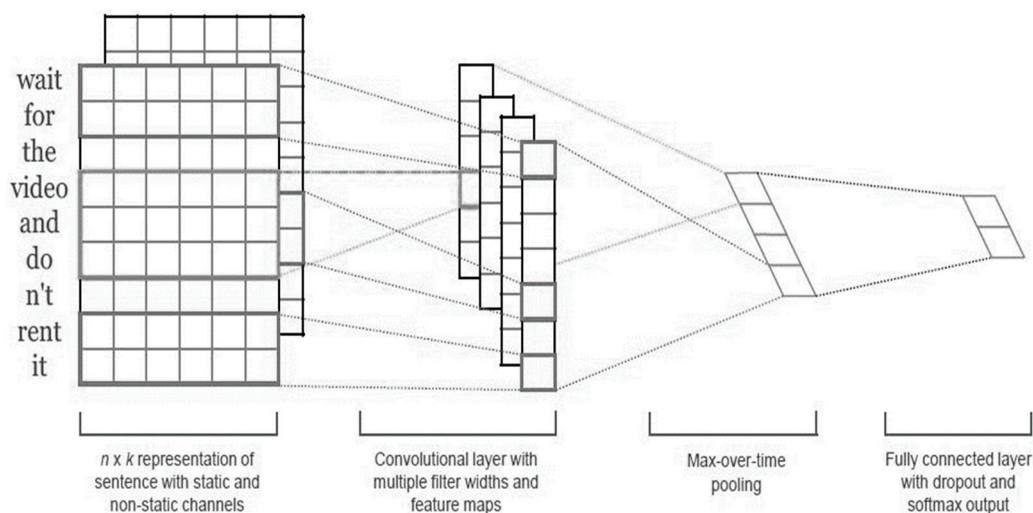 wait
for
the
video
and
do
n't
rent
it
n x k representation of
sentence with static and
non-static channels
Convolutional layer with
multiple filter widths and
feature maps
Max-over-time
pooling
Fully connected layer
with dropout and
softmax output